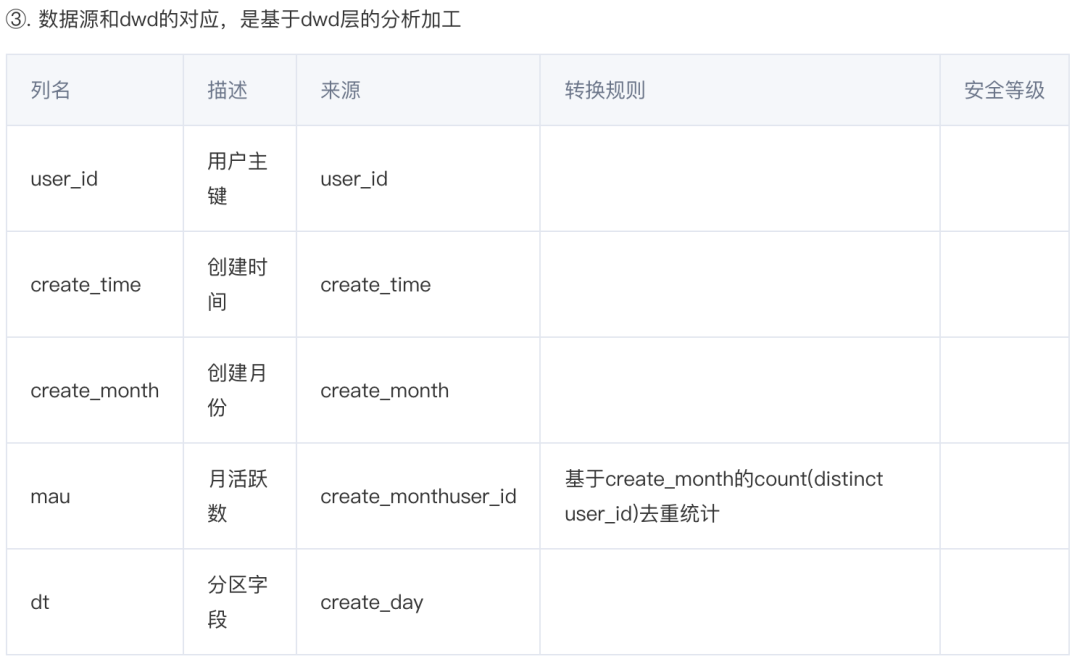 ③. 数据源和dwd的对应，是基于dwd层的分析加工
列名 描述 来源 转换规则 安全等级
user_id 用户主键 user_id
create_time 创建时间 create_time
create_month 创建月份 create_month
mau 月活跃数 create_monthuser_id 基于create_month的count(distinct user_id)去重统计
dt 分区字段 create_day